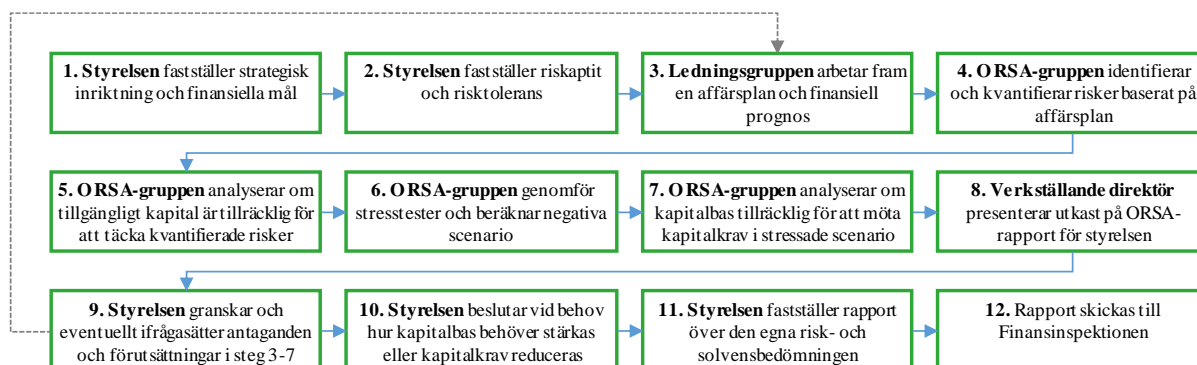 1. Styrelsen fastställer strategisk
inriktning och finansiella mål
2. Styrelsen fastställer riskaptit
och risktolerans
3. Ledningsgruppen arbetar fram
en affärsplan och finansiell
prognos
4. ORSA-gruppen identifierar
och kvantifierar risker baserat på
affärsplan
5. ORSA-gruppen analyserar om
tillgängligt kapital är tillräcklig för
att täcka kvantifierade risker
6. ORSA-gruppen genomför
stresstester och beräknar negativa
scenario
7. ORSA-gruppen analyserar om
kapitalbas tillräcklig för att möta
kapitalkrav i stressade scenario
8. Verkställande direktör
presenterar utkast på ORSA-
rapport för styrelsen
9. Styrelsen granskar och
eventuellt ifrågasätter antaganden
och förutsättningar i steg 3-7
10. Styrelsen beslutar vid behov
hur kapitalbas behöver stärkas
eller kapitalkrav reduceras
11. Styrelsen fastställer rapport
över den egna risk- och
solvensbedömningen
12. Rapport skickas till
Finansinspektionen